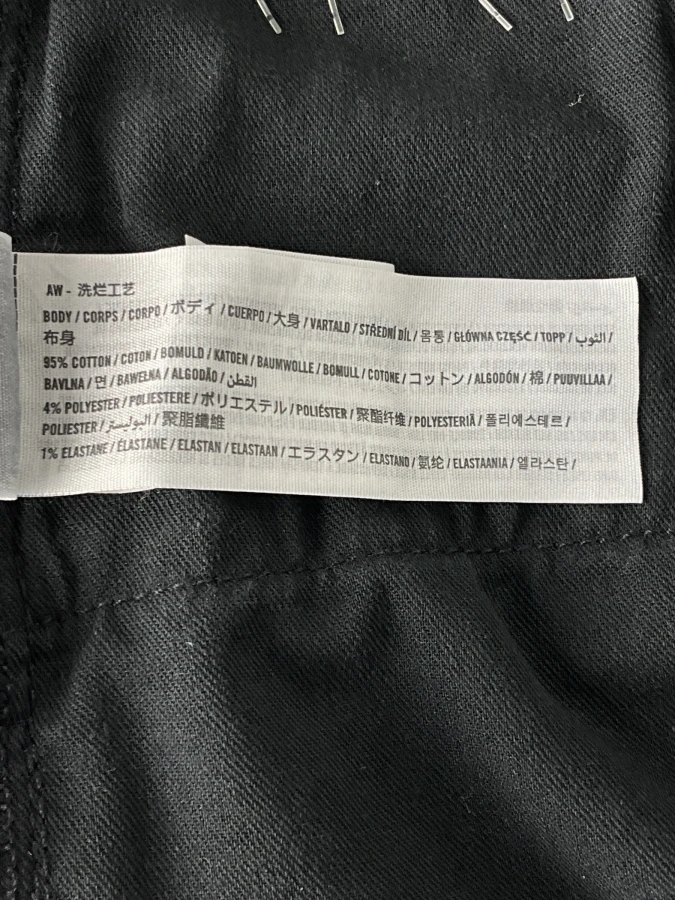 AW - 洗烂工艺
BODY / CORPS / CORPO / ボディ / CUERPO / 大身 / VARTALO / STŘEDNÍ DÍL / 몸통 / GŁÓWNA CZĘŚĆ / TOPP / الثوب /
布身
95% COTTON / COTON / BOMULD / KATOEN / BAUMWOLLE / BOMULL / COTONE / コットン / ALGODÓN / 棉 / PUUVILLAA /
BAVLNA / 면 / BAWEŁNA / ALGODÃO / القطن /
4% POLYESTER / POLIESTERE / ポリエステル / POLIÉSTER / 聚酯纤维 / POLYESTERIÄ / 폴리에스테르 /
POLIESTER / البوليستر / 聚脂纖維
1% ELASTANE / ÉLASTANE / ELASTAN / ELASTAAN / エラスタン / ELASTANO / 氨纶 / ELASTAANIA / 엘라스탄 /